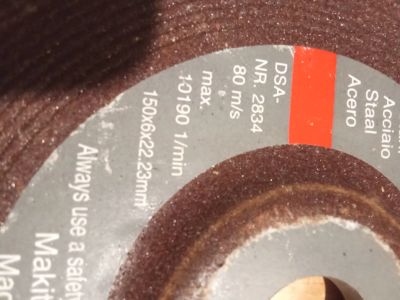 Acciaio
Staal
Acero
DSA-
NR. 2834
80 m/s
max.
10190 1/min
150x6x22.23mm
Always use a safety
Makit